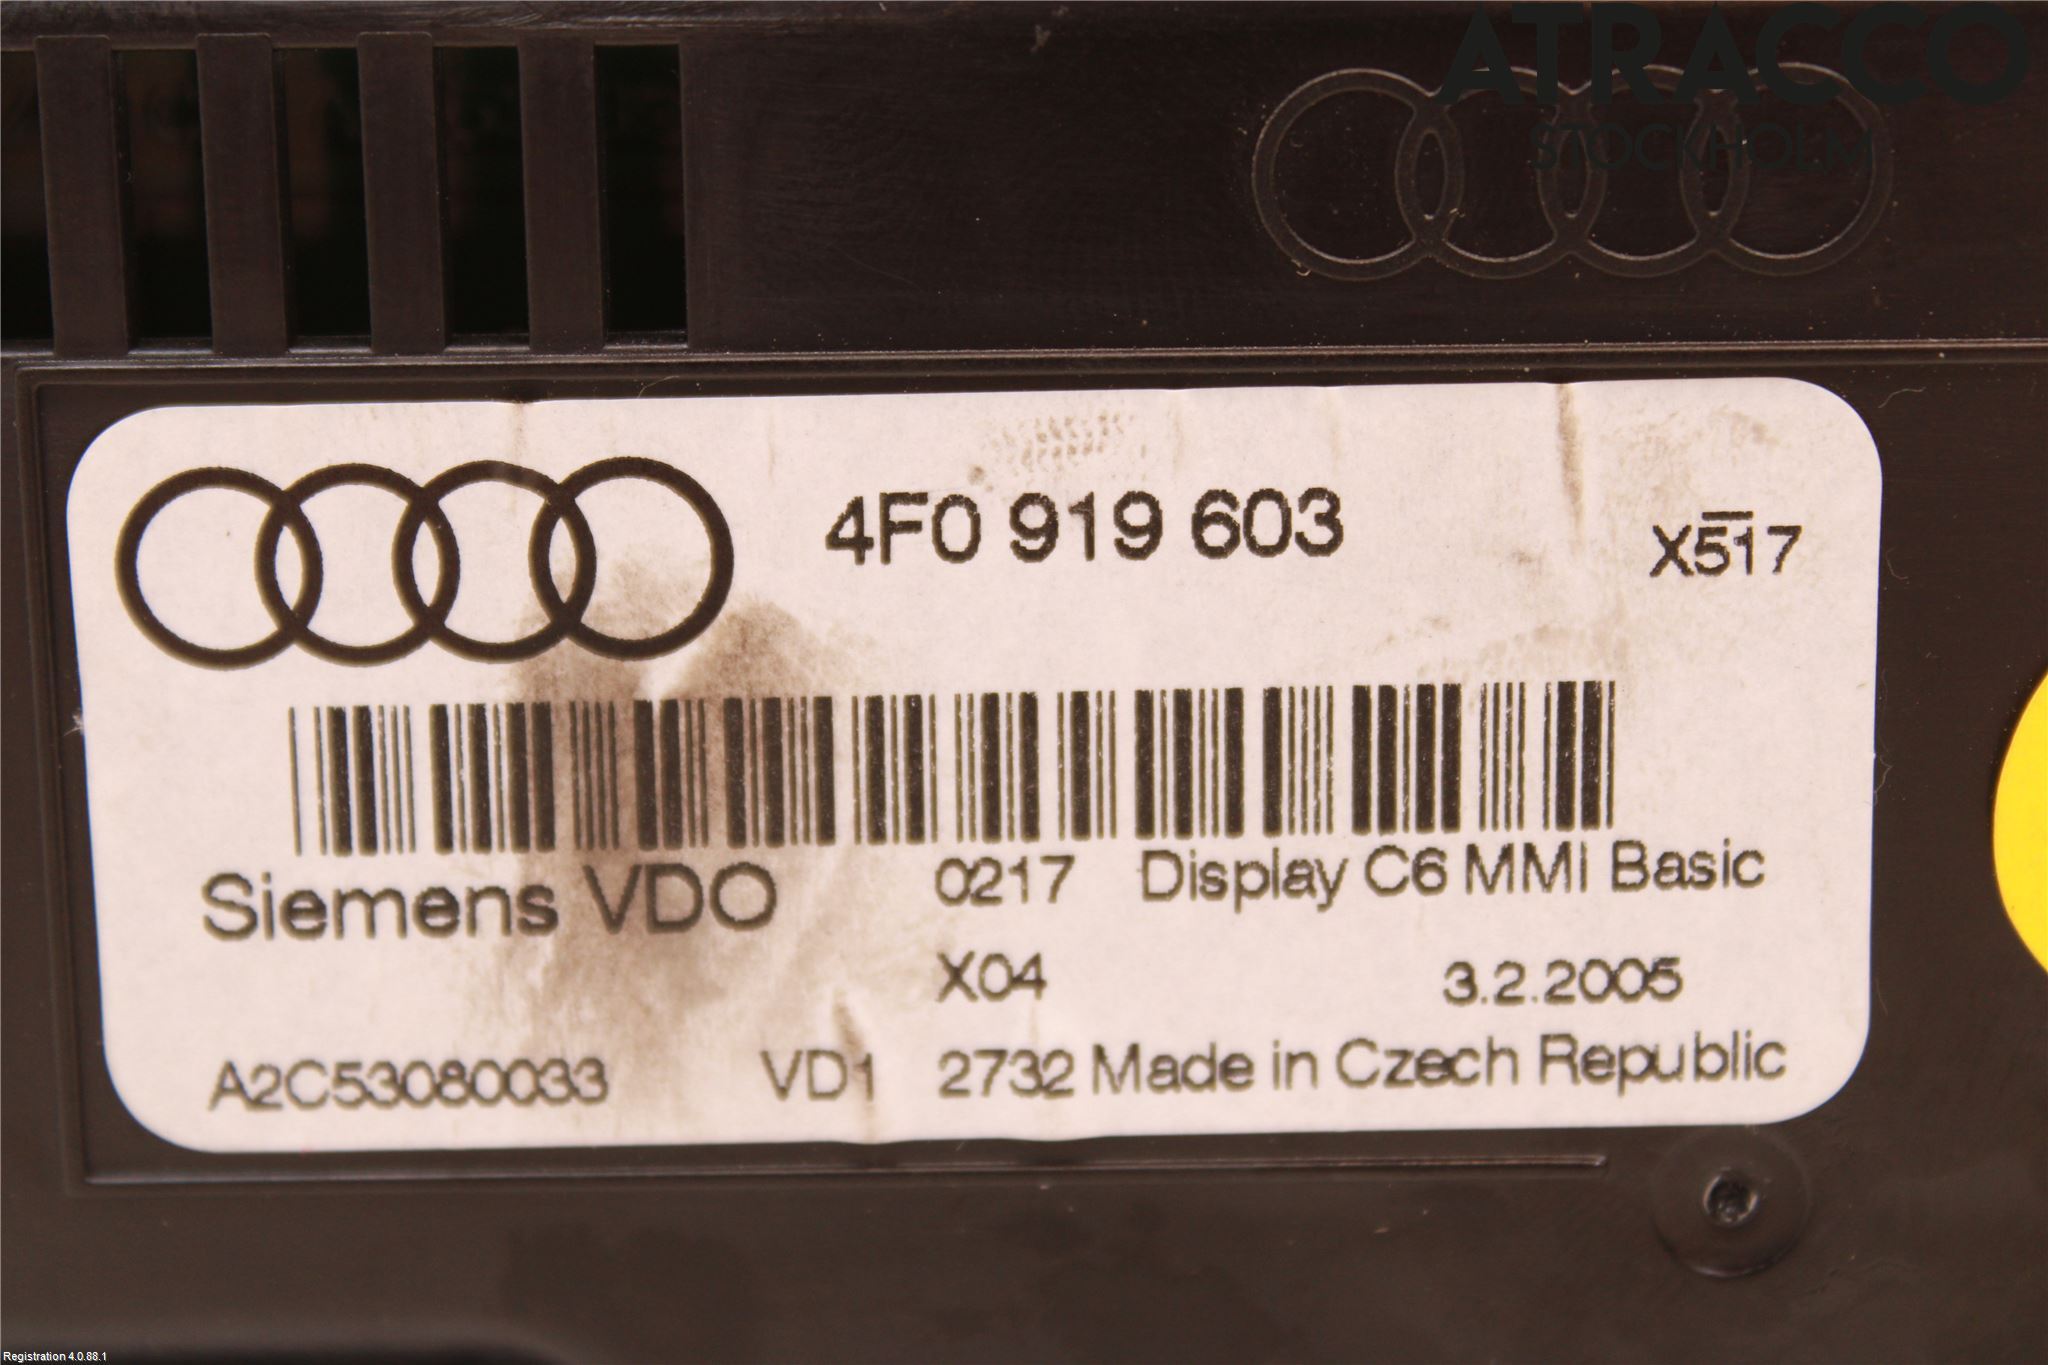 ATRACCO
STOCKHOLM
4F0 919 603
X517
Siemens VDO 0217 Display C6 MMI Basic
X04 3.2.2005
A2C53080033 VD1 2732 Made in Czech Republic
Registration 4.0.88.1